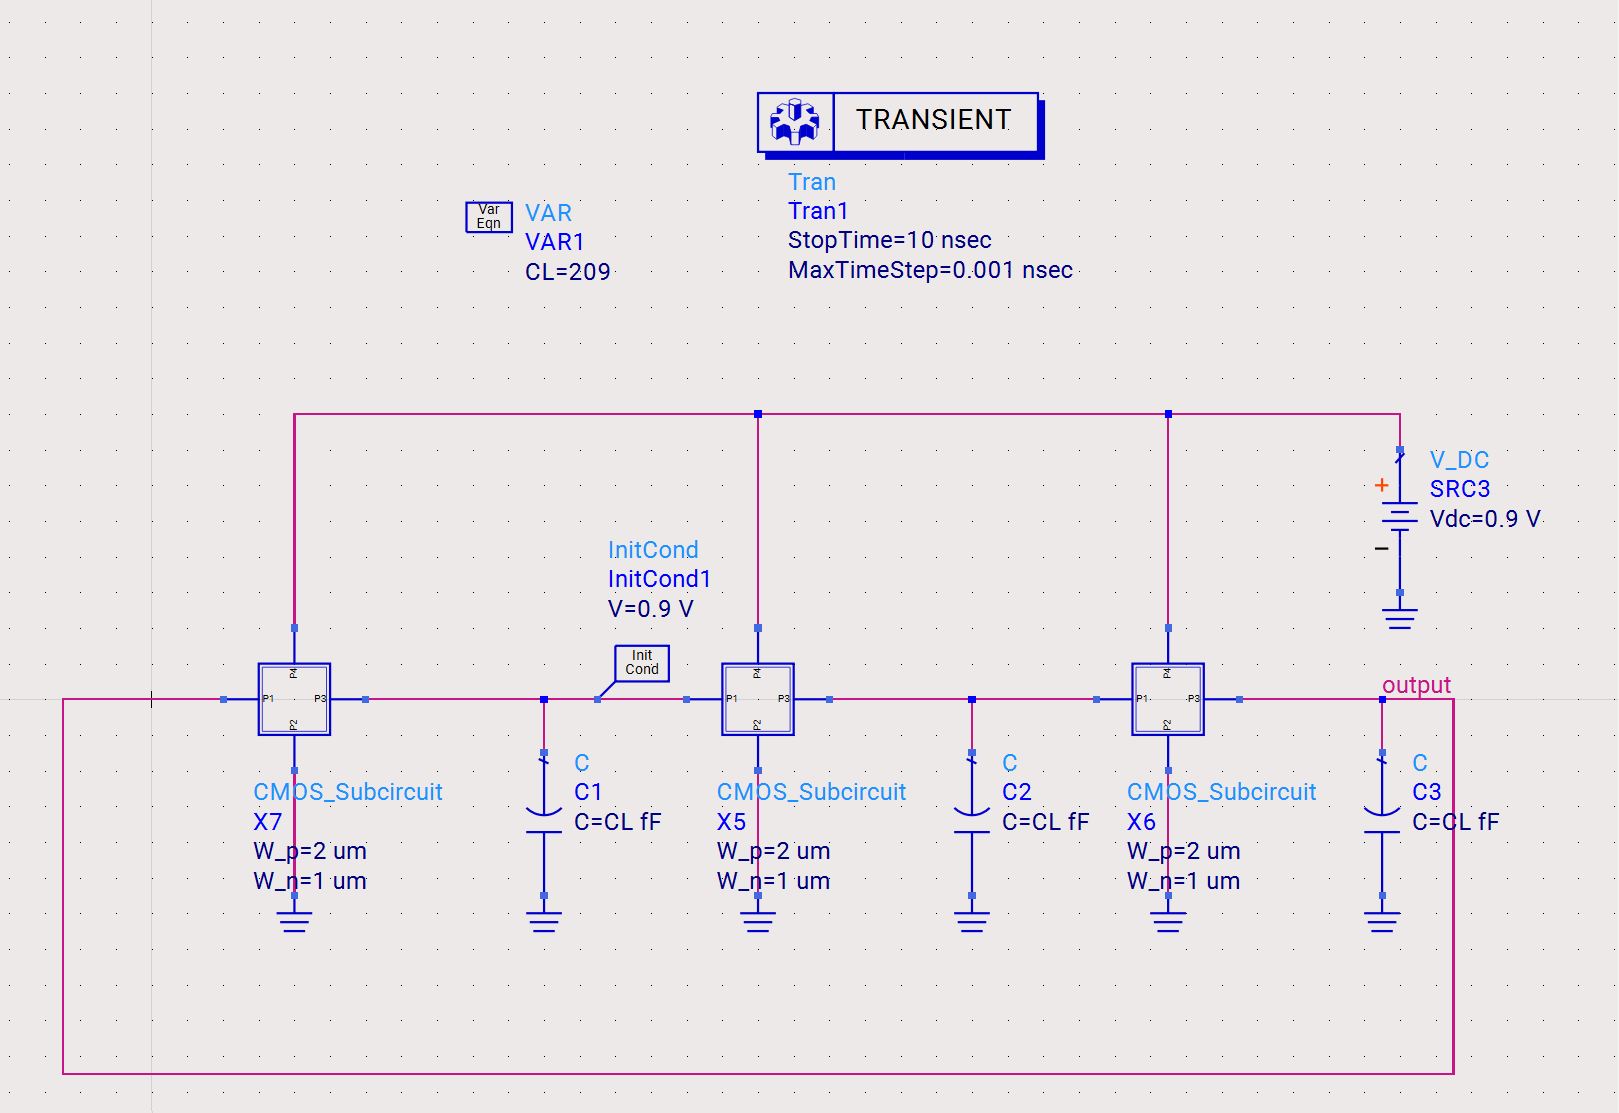 TRANSIENT
Tran
Tran1
StopTime=10 nsec
MaxTimeStep=0.001 nsec
Var
Eqn
VAR
VAR1
CL=209
V_DC
SRC3
Vdc=0.9 V
+
−
InitCond
InitCond1
V=0.9 V
Init
Cond
output
P1
P4
P3
P2
P1
P4
P3
P2
P1
P4
P3
P2
CMOS_Subcircuit
X7
W_p=2 um
W_n=1 um
C
C1
C=CL fF
CMOS_Subcircuit
X5
W_p=2 um
W_n=1 um
C
C2
C=CL fF
CMOS_Subcircuit
X6
W_p=2 um
W_n=1 um
C
C3
C=CL fF